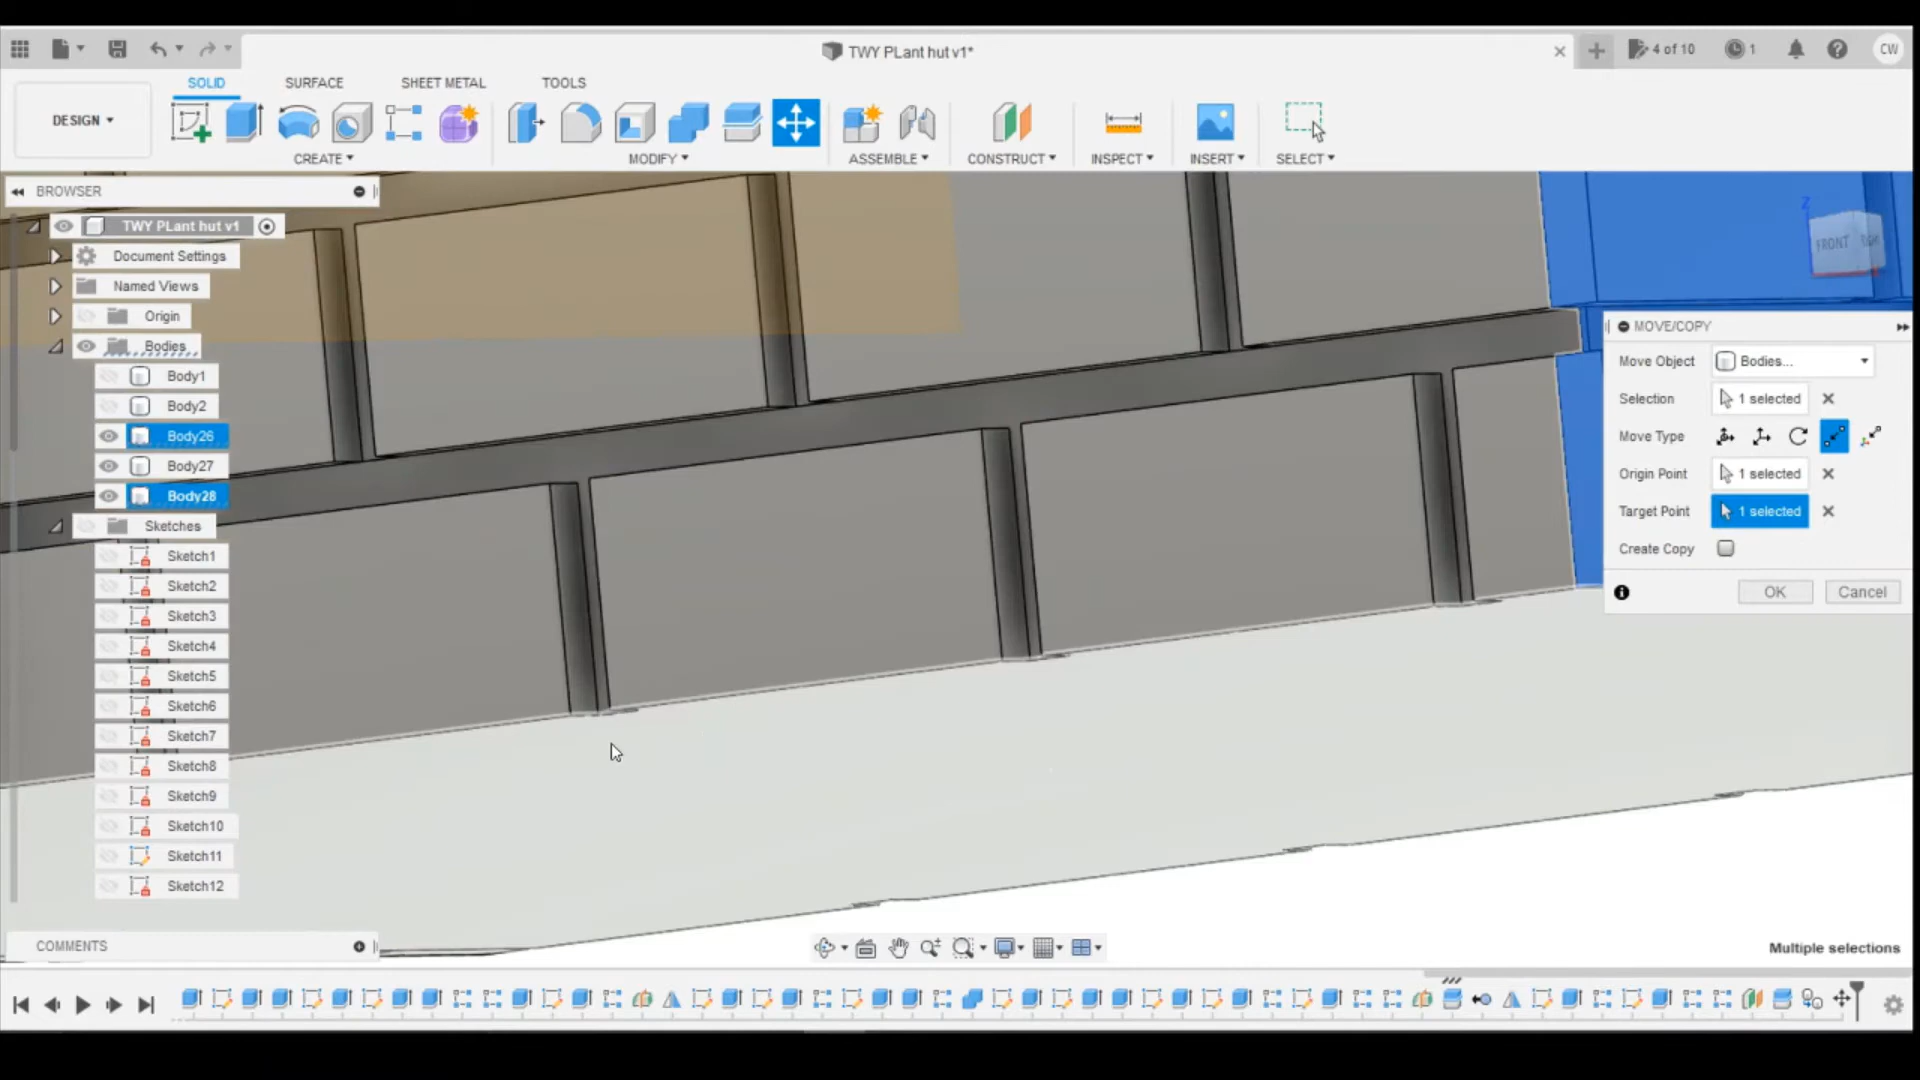 TWY PLant hut v1*
4 of 10
1
CW
SOLID
SURFACE
SHEET METAL
TOOLS
DESIGN
CREATE
MODIFY
ASSEMBLE
CONSTRUCT
INSPECT
INSERT
SELECT
BROWSER
TWY PLant hut v1
Document Settings
Named Views
Origin
Bodies
Body1
Body2
Body26
Body27
Body28
Sketches
Sketch1
Sketch2
Sketch3
Sketch4
Sketch5
Sketch6
Sketch7
Sketch8
Sketch9
Sketch10
Sketch11
Sketch12
Z
FRONT
MOVE/COPY
Move Object
Bodies...
Selection
1 selected
Move Type
Origin Point
1 selected
Target Point
1 selected
Create Copy
OK
Cancel
COMMENTS
Multiple selections